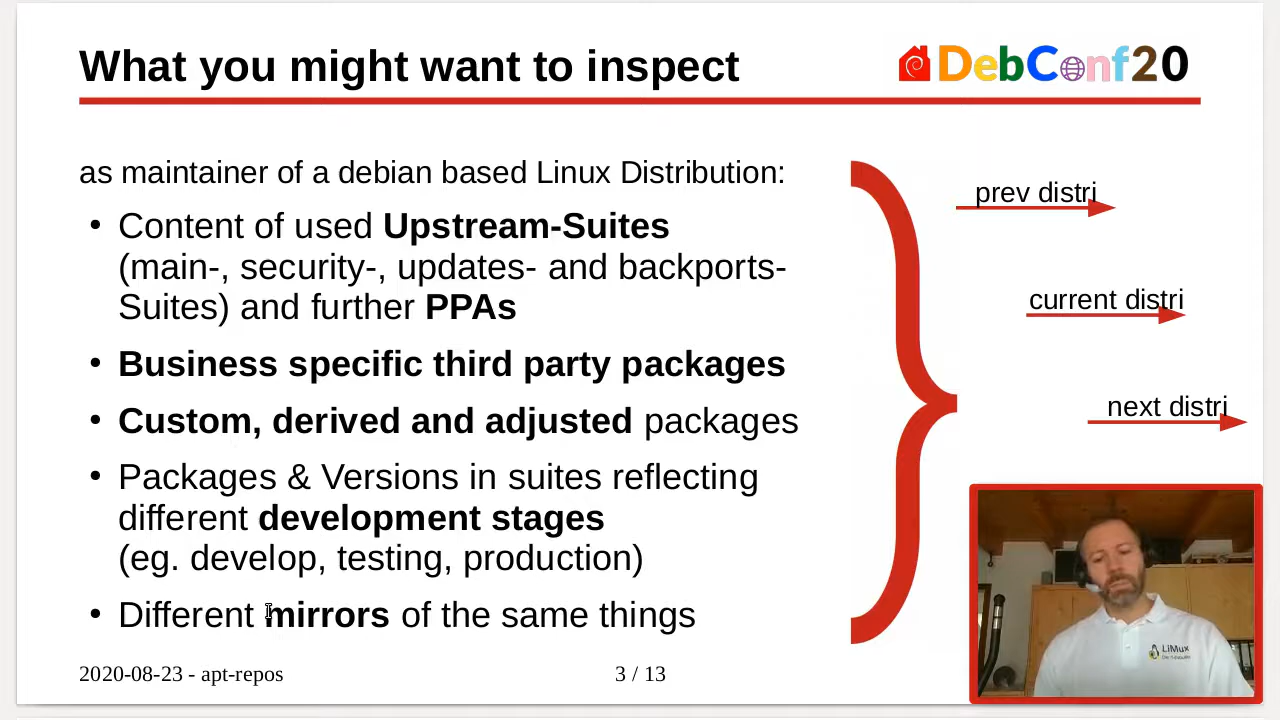 What you might want to inspect
DebConf20
as maintainer of a debian based Linux Distribution:
• Content of used Upstream-Suites
(main-, security-, updates- and backports-
Suites) and further PPAs
• Business specific third party packages
• Custom, derived and adjusted packages
• Packages & Versions in suites reflecting
different development stages
(eg. develop, testing, production)
• Different mirrors of the same things
prev distri
current distri
next distri
LiMux
2020-08-23 - apt-repos
3 / 13